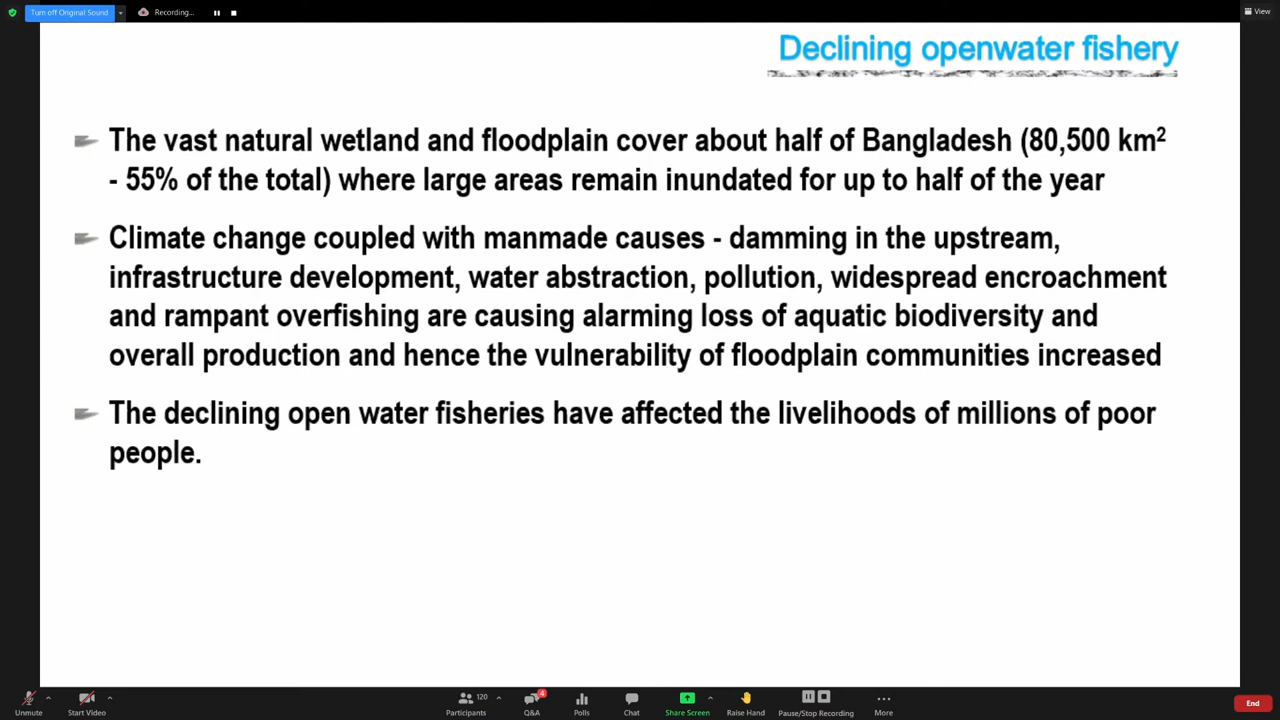 Turn off Original Sound
Recording...
View
Declining openwater fishery
The vast natural wetland and floodplain cover about half of Bangladesh (80,500 km²
- 55% of the total) where large areas remain inundated for up to half of the year
Climate change coupled with manmade causes - damming in the upstream,
infrastructure development, water abstraction, pollution, widespread encroachment
and rampant overfishing are causing alarming loss of aquatic biodiversity and
overall production and hence the vulnerability of floodplain communities increased
The declining open water fisheries have affected the livelihoods of millions of poor
people.
Unmute
Start Video
120
Participants
4
Q&A
Polls
Chat
Share Screen
Raise Hand
Pause/Stop Recording
More
End